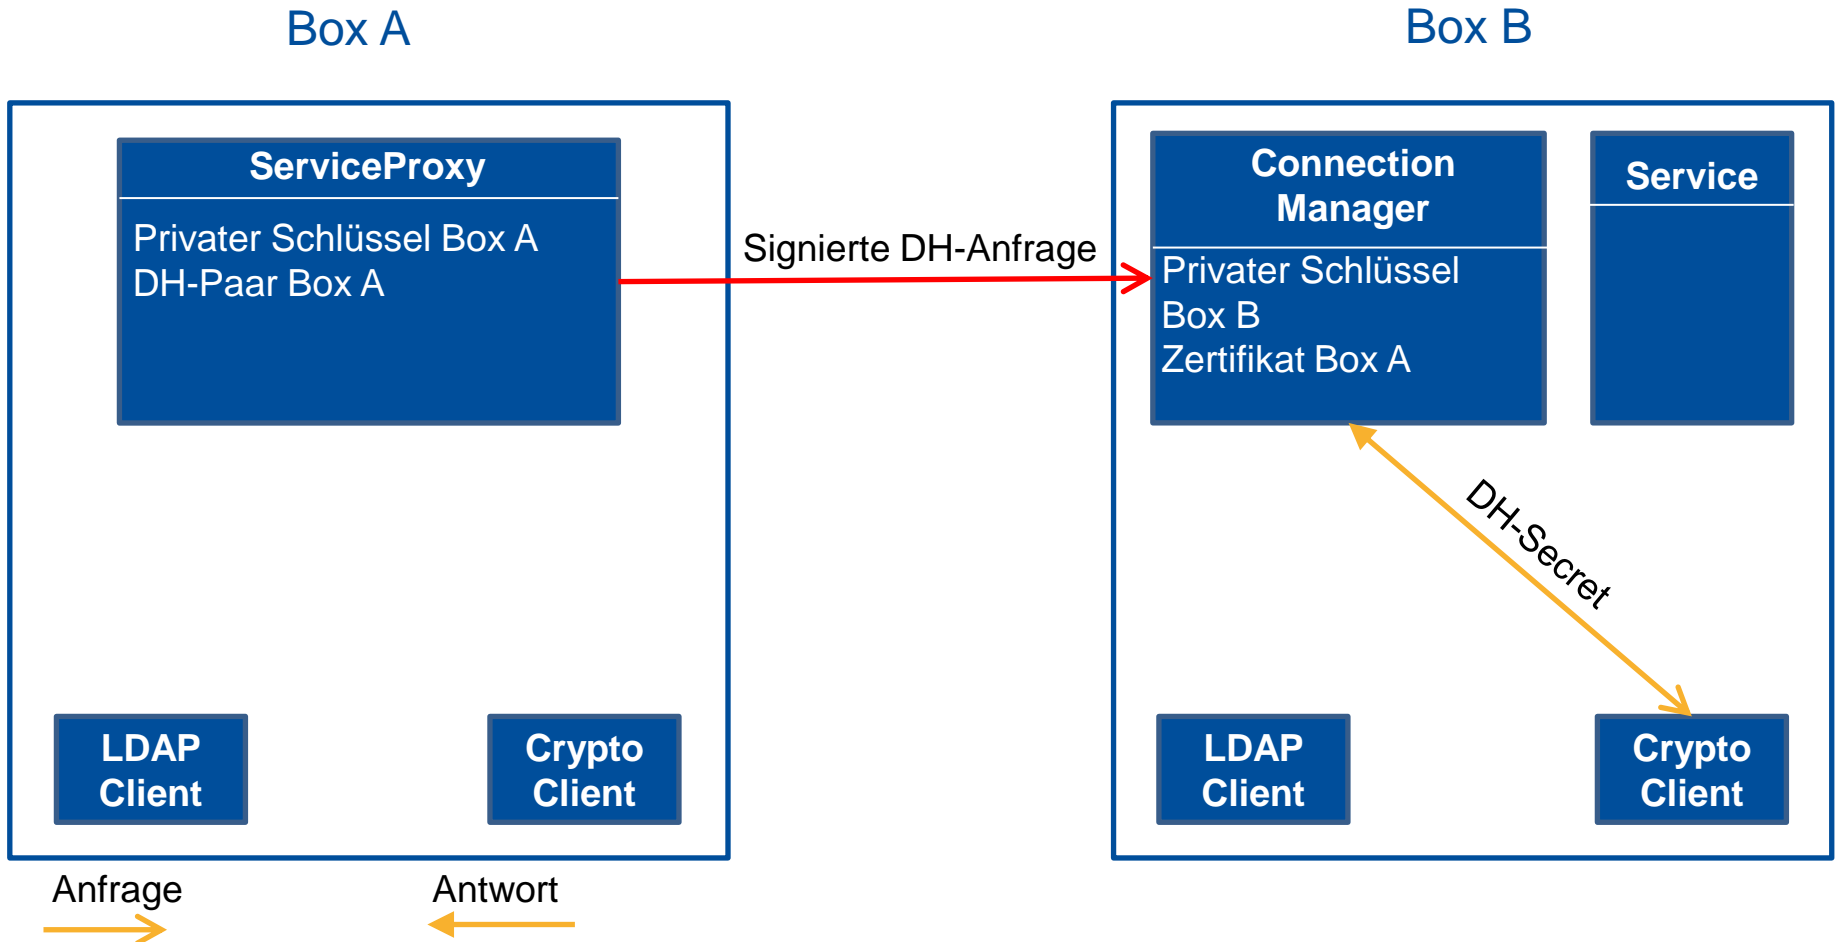 Box A
Box B
ServiceProxy
Privater Schlüssel Box A
DH-Paar Box A
Signierte DH-Anfrage
Connection
Manager
Privater Schlüssel
Box B
Zertifikat Box A
Service
DH-Secret
LDAP
Client
Crypto
Client
LDAP
Client
Crypto
Client
Anfrage
Antwort